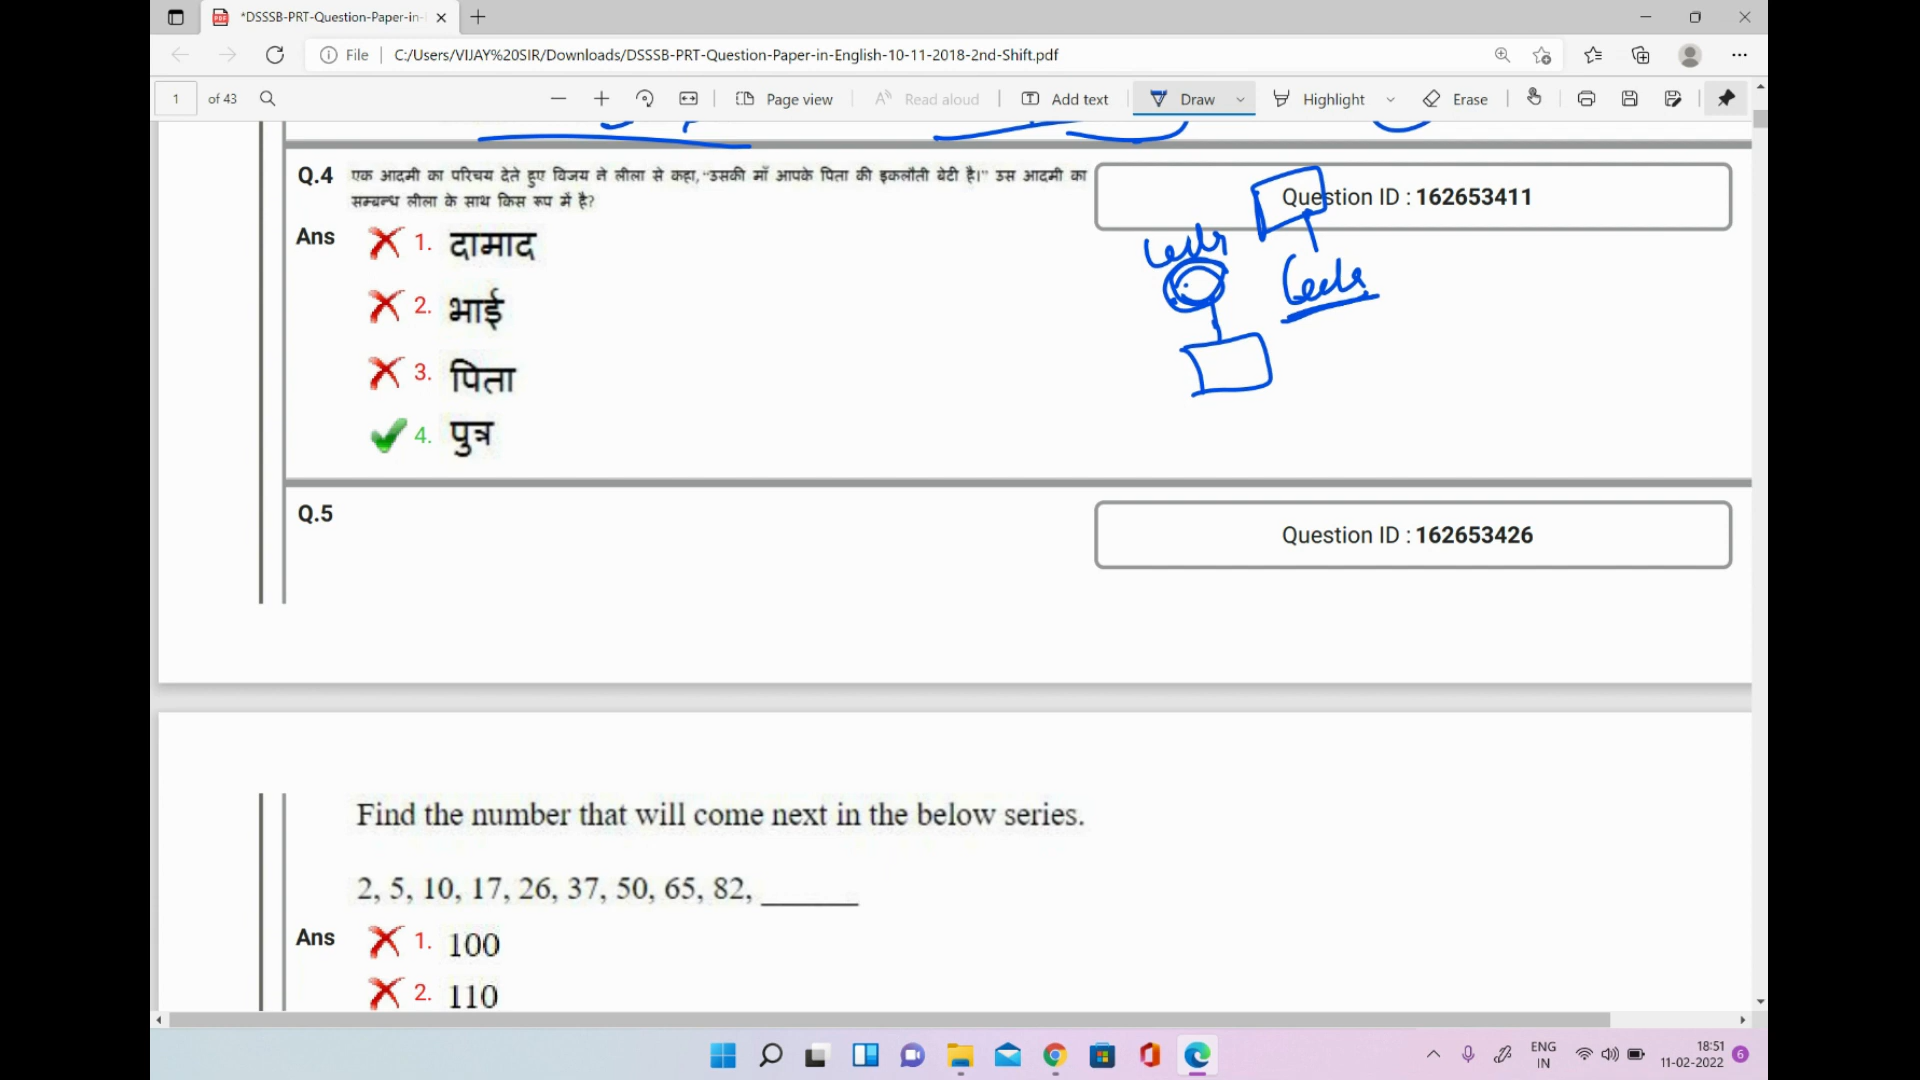 *DSSSB-PRT-Question-Paper-in-
File C:/Users/VIJAY%20SIR/Downloads/DSSSB-PRT-Question-Paper-in-English-10-11-2018-2nd-Shift.pdf
1 of 43 Page view Read aloud Add text Draw Highlight Erase
Q.4 एक आदमी का परिचय देते हुए विजय ने लीला से कहा,"उसकी माँ आपके पिता की इकलौती बेटी है।" उस आदमी का
सम्बन्ध लीला के साथ किस रूप में है?
Question ID : 162653411
Ans 1. दामाद
2. भाई
3. पिता
4. पुत्र
Q.5
Question ID : 162653426
Find the number that will come next in the below series.
2, 5, 10, 17, 26, 37, 50, 65, 82, ______
Ans 1. 100
2. 110
ENG
IN
18:51
11-02-2022
6